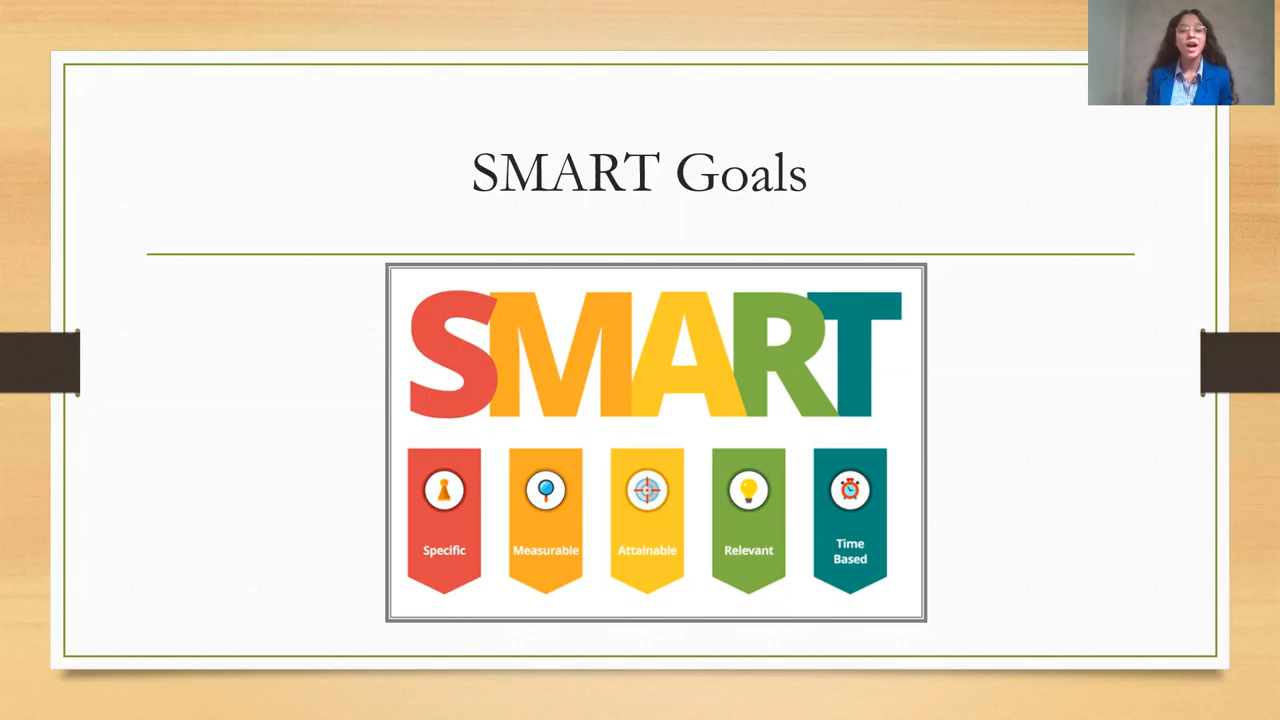 SMART Goals
SMART
Specific
Measurable
Attainable
Relevant
Time
Based